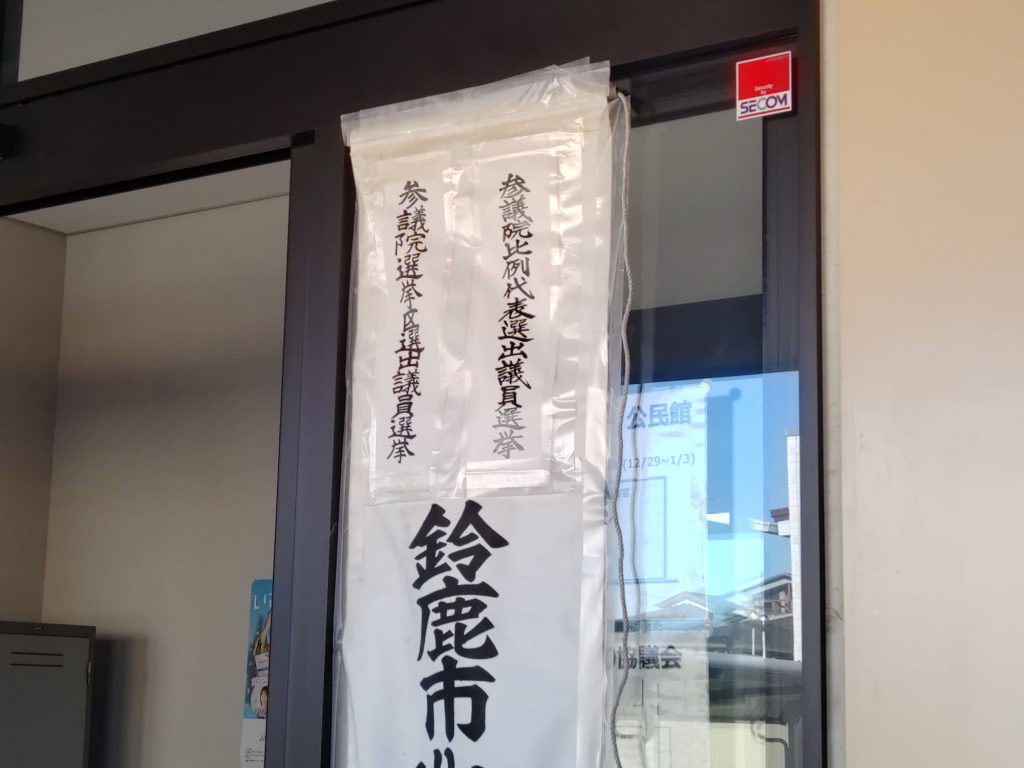 参議院比例代表選出議員選挙
参議院選挙区選出議員選挙
鈴鹿市
Security
by
SECOM
公民館
(12/29~1/3)
協議会